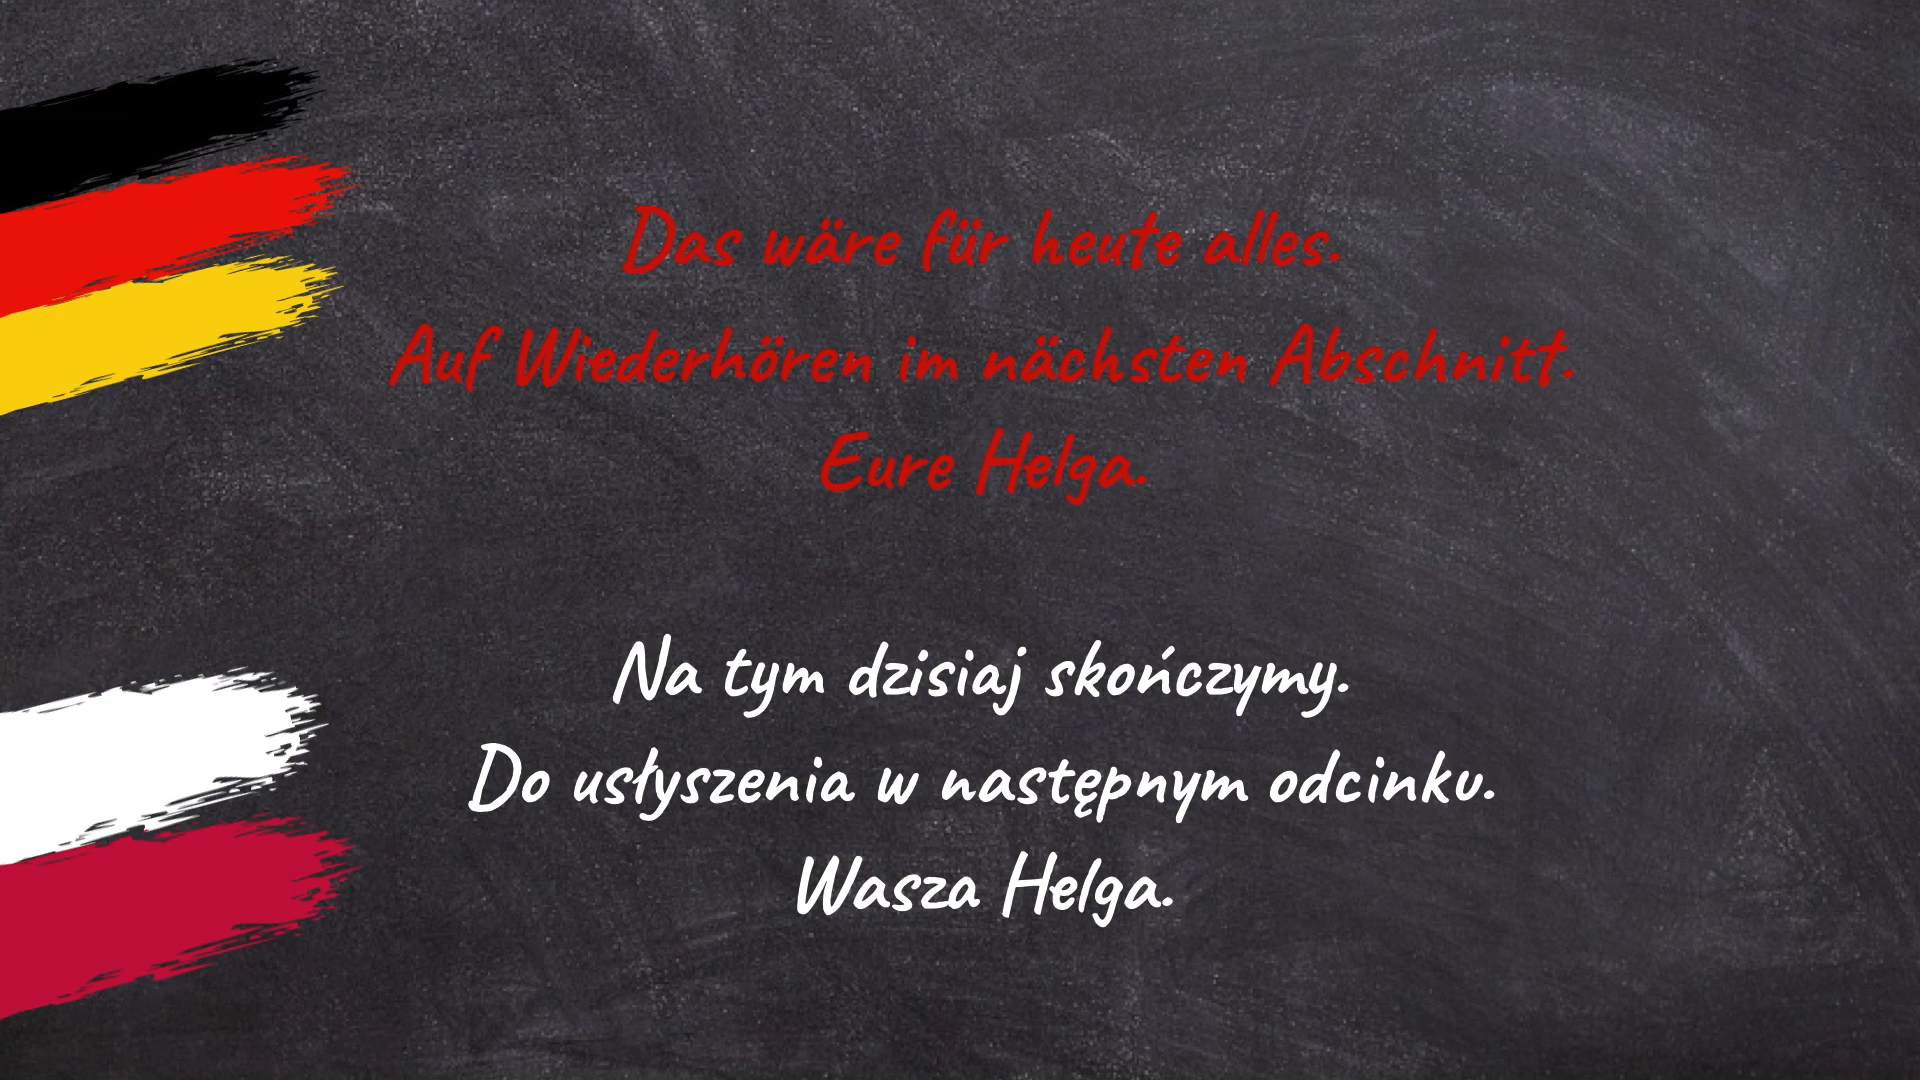 Das wäre für heute alles.
Auf Wiederhören im nächsten Abschnitt.
Eure Helga.
Na tym dzisiaj skończymy.
Do usłyszenia w następnym odcinku.
Wasza Helga.